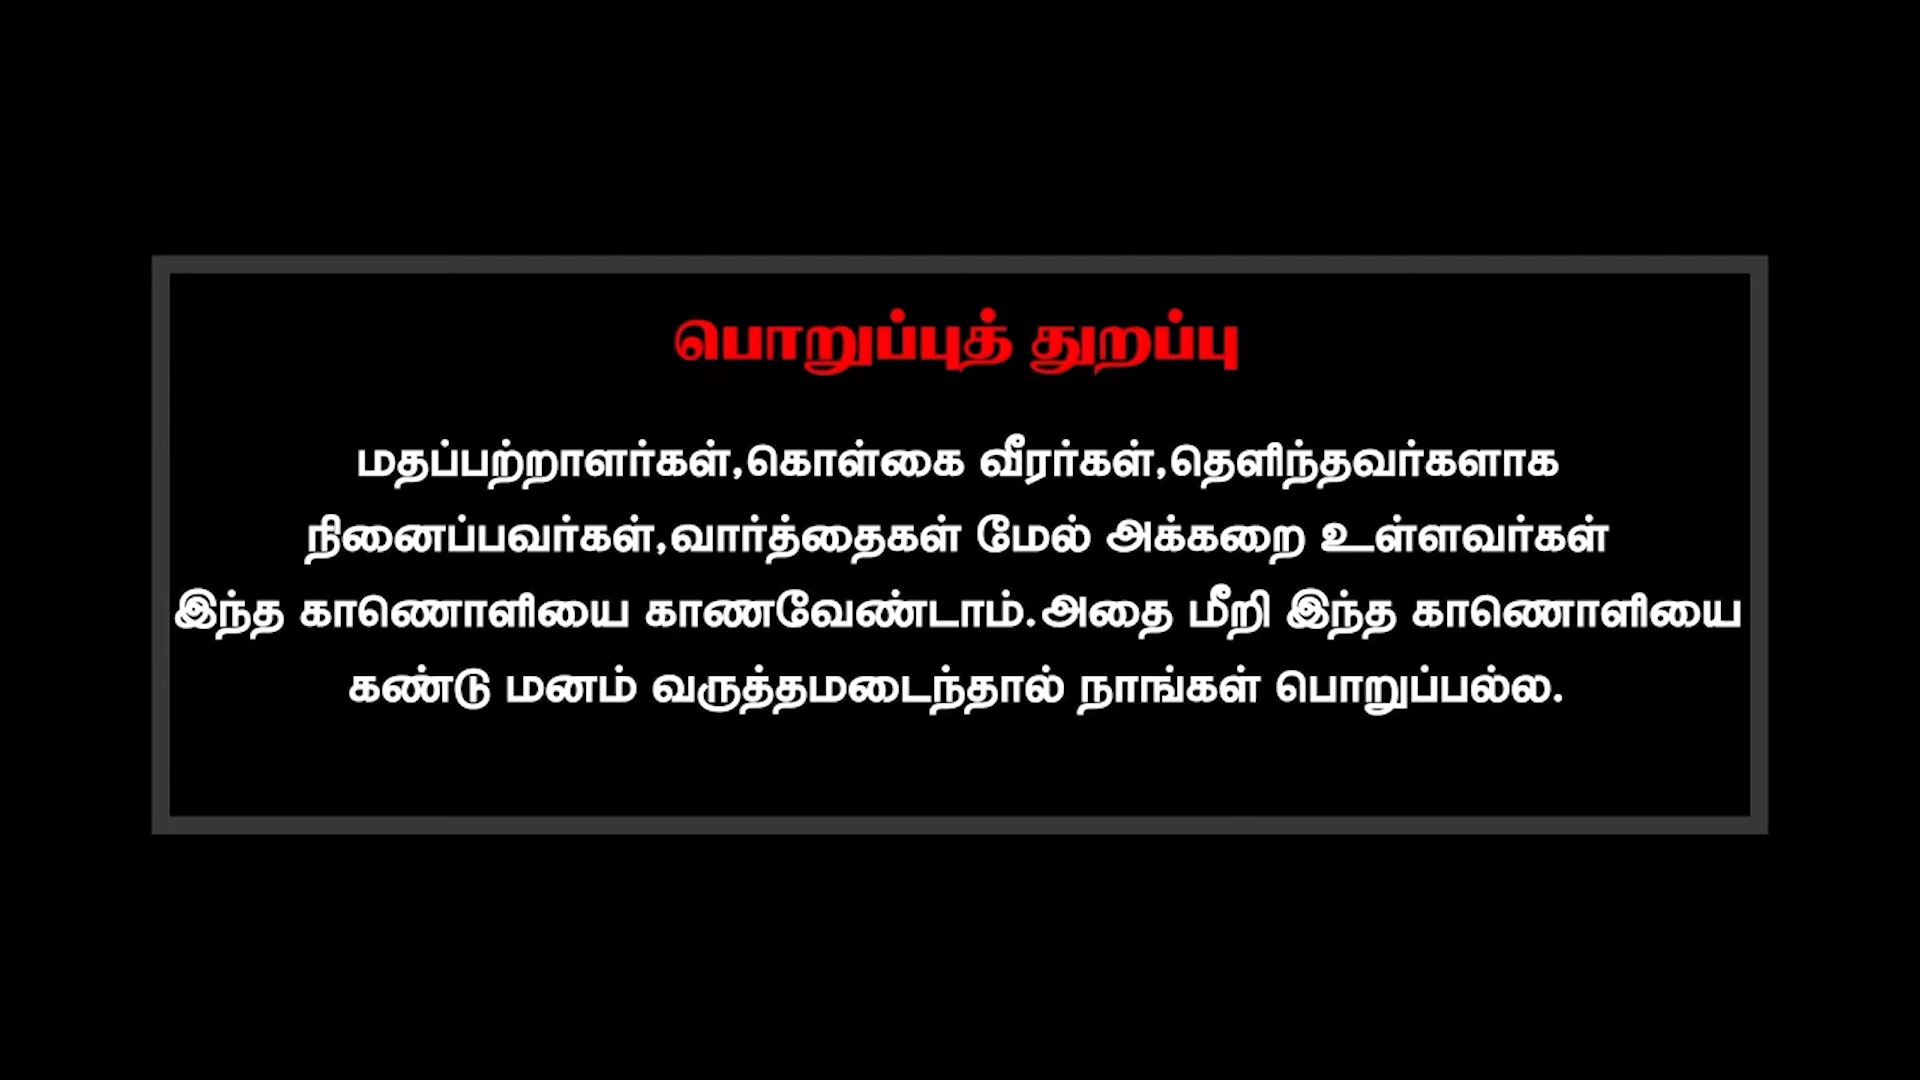 பொறுப்புத் துறப்பு
மதப்பற்றாளர்கள்,கொள்கை வீரர்கள்,தெளிந்தவர்களாக
நினைப்பவர்கள்,வார்த்தைகள் மேல் அக்கறை உள்ளவர்கள்
இந்த காணொளியை காணவேண்டாம்.அதை மீறி இந்த காணொளியை
கண்டு மனம் வருத்தமடைந்தால் நாங்கள் பொறுப்பல்ல.